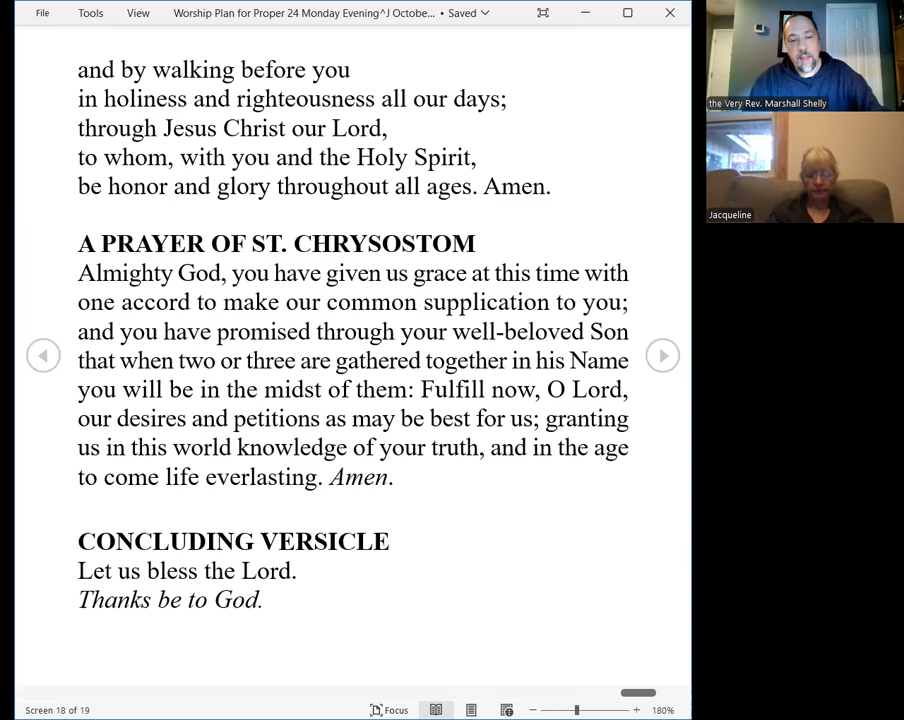 File Tools View Worship Plan for Proper 24 Monday Evening^J Octobe... • Saved
and by walking before you
in holiness and righteousness all our days;
through Jesus Christ our Lord,
to whom, with you and the Holy Spirit,
be honor and glory throughout all ages. Amen.
A PRAYER OF ST. CHRYSOSTOM
Almighty God, you have given us grace at this time with
one accord to make our common supplication to you;
and you have promised through your well-beloved Son
that when two or three are gathered together in his Name
you will be in the midst of them: Fulfill now, O Lord,
our desires and petitions as may be best for us; granting
us in this world knowledge of your truth, and in the age
to come life everlasting. Amen.
CONCLUDING VERSICLE
Let us bless the Lord.
Thanks be to God.
Screen 18 of 19 Focus 180%
the Very Rev. Marshall Shelly
Jacqueline